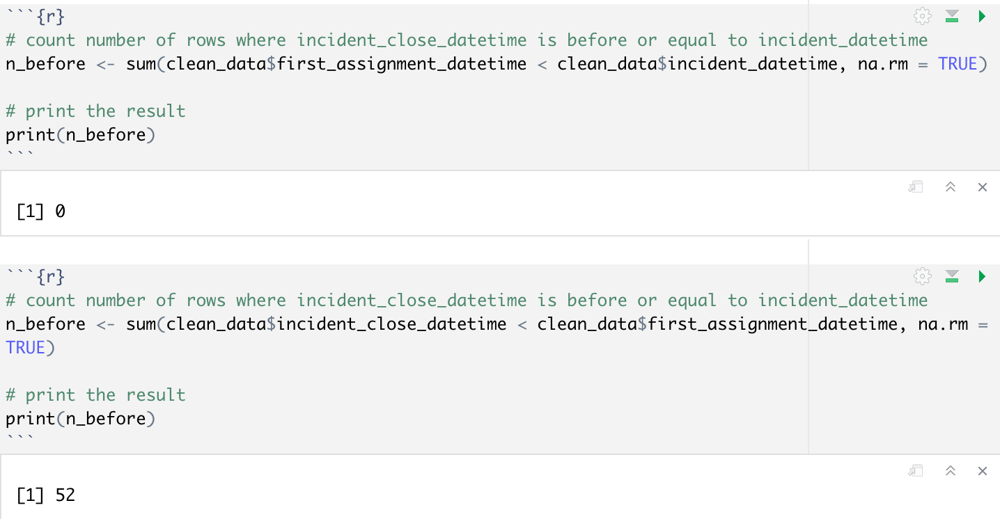 ```{r}
# count number of rows where incident_close_datetime is before or equal to incident_datetime
n_before <- sum(clean_data$first_assignment_datetime < clean_data$incident_datetime, na.rm = TRUE)
# print the result
print(n_before)
```
[1] 0
```{r}
# count number of rows where incident_close_datetime is before or equal to incident_datetime
n_before <- sum(clean_data$incident_close_datetime < clean_data$first_assignment_datetime, na.rm =
TRUE)
# print the result
print(n_before)
```
[1] 52